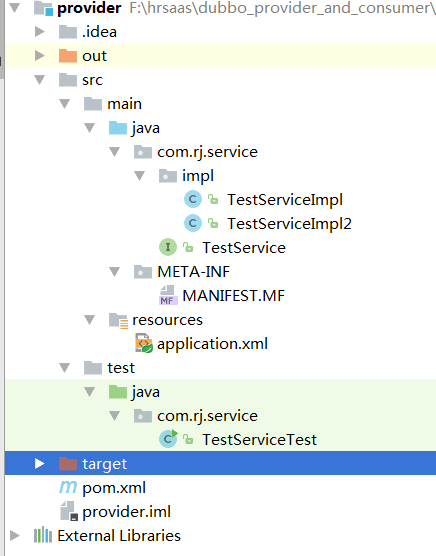 provider F:\hrsaas\dubbo_provider_and_consumer\
.idea
out
src
main
java
com.rj.service
impl
C TestServiceImpl
C TestServiceImpl2
I TestService
META-INF
MF MANIFEST.MF
resources
application.xml
test
java
com.rj.service
C TestServiceTest
target
m pom.xml
provider.iml
External Libraries